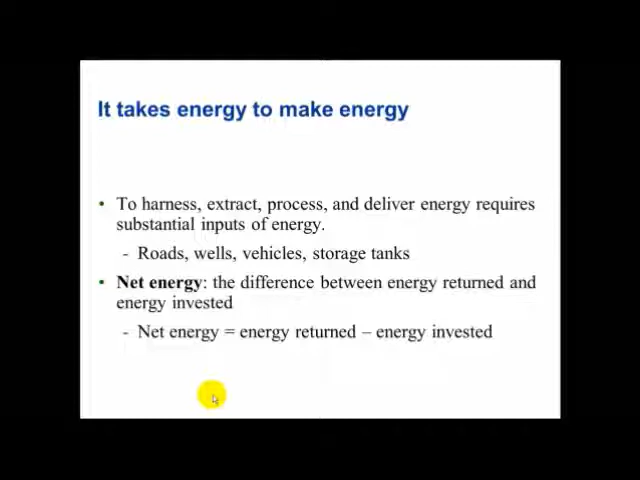 It takes energy to make energy
• To harness, extract, process, and deliver energy requires
substantial inputs of energy.
- Roads, wells, vehicles, storage tanks
• Net energy: the difference between energy returned and
energy invested
- Net energy = energy returned – energy invested